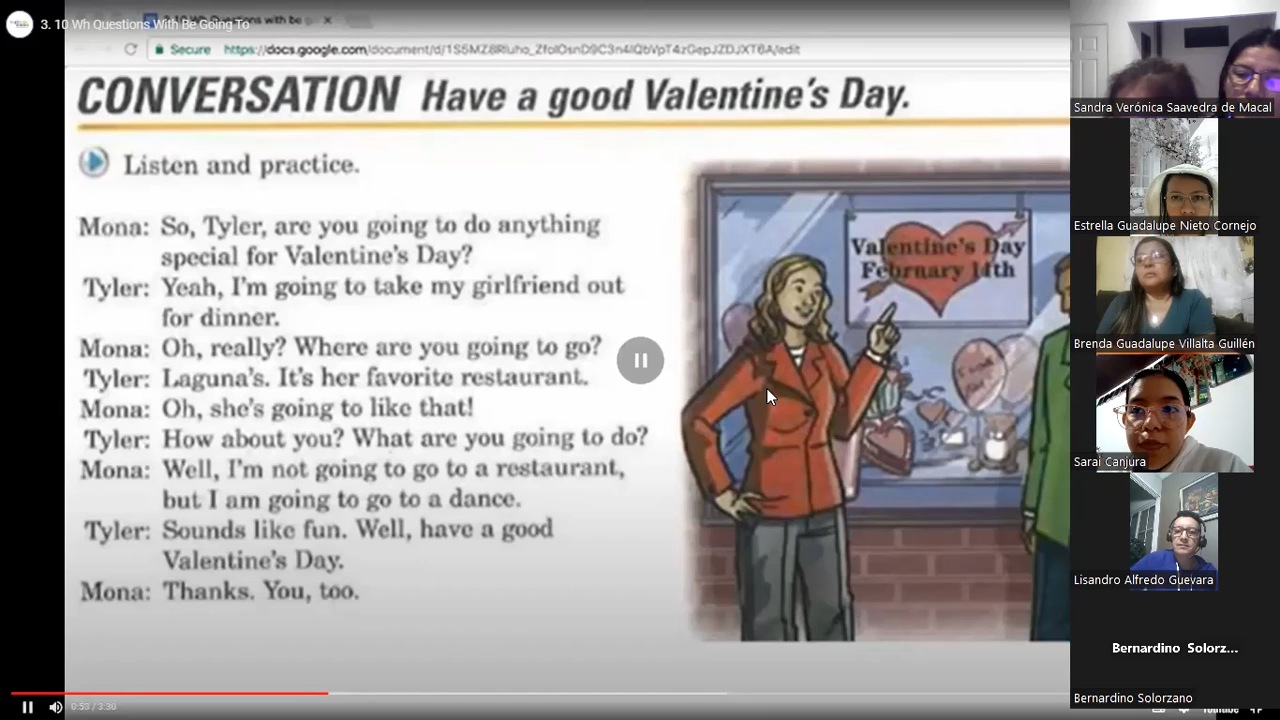 3. 10 Wh Questions With Be Going To
Secure https://docs.google.com
CONVERSATION Have a good Valentine's Day.
Listen and practice.
Mona: So, Tyler, are you going to do anything
special for Valentine's Day?
Tyler: Yeah, I'm going to take my girlfriend out
for dinner.
Mona: Oh, really? Where are you going to go?
Tyler: Laguna's. It's her favorite restaurant.
Mona: Oh, she's going to like that!
Tyler: How about you? What are you going to do?
Mona: Well, I'm not going to go to a restaurant,
but I am going to go to a dance.
Tyler: Sounds like fun. Well, have a good
Valentine's Day.
Mona: Thanks. You, too.
Valentine's Day
February 14th
0:53 / 3:30
Sandra Verónica Saavedra de Macal
Estrella Guadalupe Nieto Cornejo
Brenda Guadalupe Villalta Guillén
Sarai Canjura
Lisandro Alfredo Guevara
Bernardino Solorz...
Bernardino Solorzano
YouTube